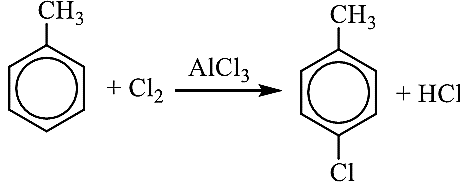 CH₃ CH₃
+ Cl₂ AlCl₃ + HCl
Cl